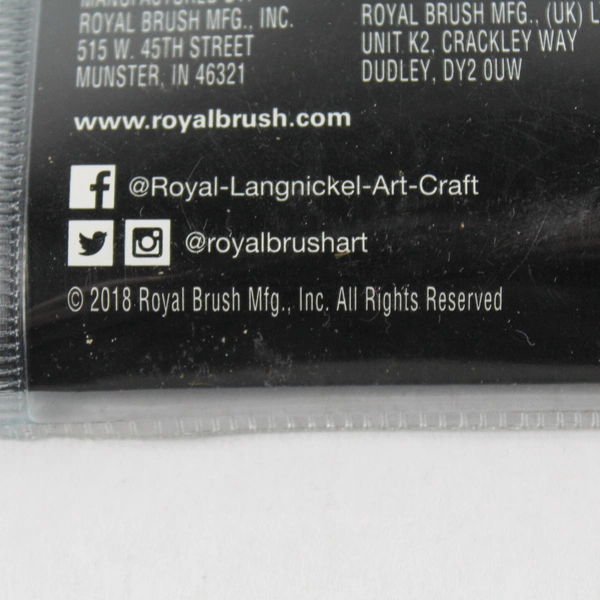 ROYAL BRUSH MFG., INC.
515 W. 45TH STREET
MUNSTER, IN 46321
ROYAL BRUSH MFG., (UK)
UNIT K2, CRACKLEY WAY
DUDLEY, DY2 0UW
www.royalbrush.com
@Royal-Langnickel-Art-Craft
@royalbrushart
© 2018 Royal Brush Mfg., Inc. All Rights Reserved